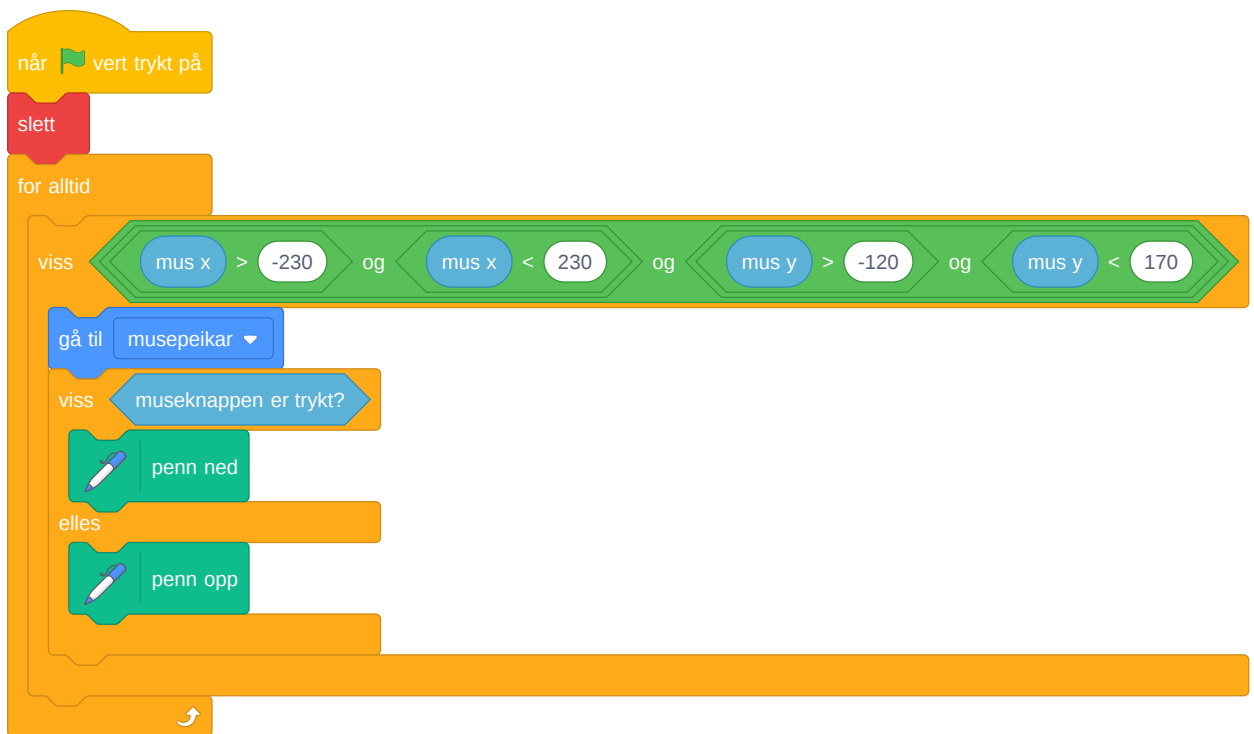 når vert trykt på
slett
for alltid
viss mus x > -230 og mus x < 230 og mus y > -120 og mus y < 170
gå til musepeikar
viss museknappen er trykt?
penn ned
elles
penn opp